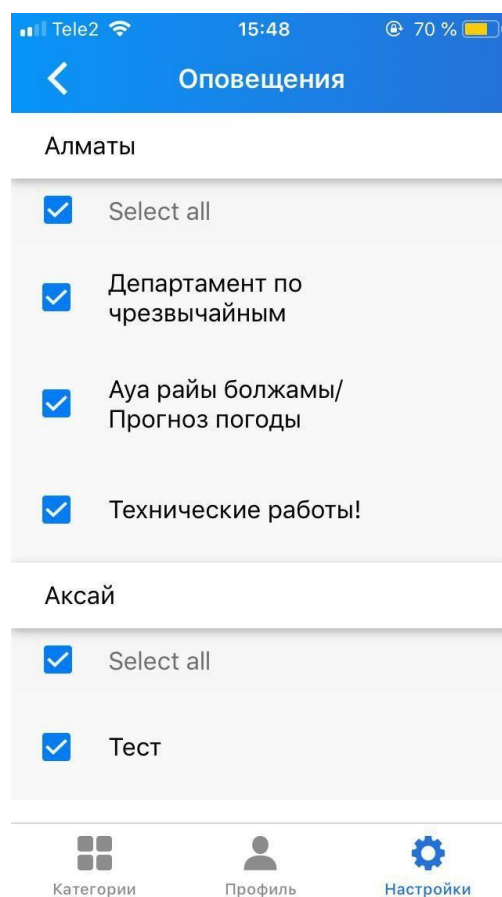 Tele2 15:48 70 %
Оповещения
Алматы
Select all
Департамент по
чрезвычайным
Ауа райы болжамы/
Прогноз погоды
Технические работы!
Аксай
Select all
Тест
Категории Профиль Настройки